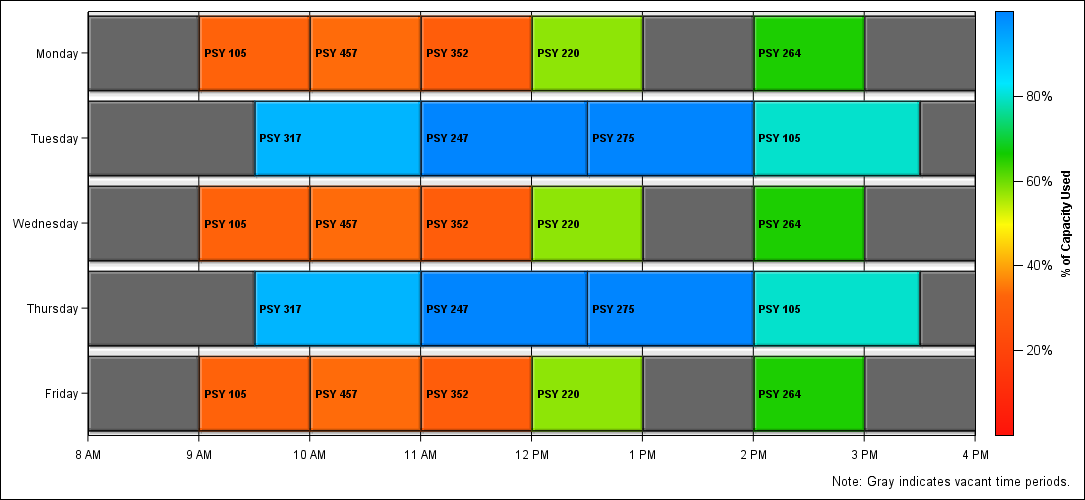 Monday
PSY 105
PSY 457
PSY 352
PSY 220
PSY 264
Tuesday
PSY 317
PSY 247
PSY 275
PSY 105
Wednesday
PSY 105
PSY 457
PSY 352
PSY 220
PSY 264
Thursday
PSY 317
PSY 247
PSY 275
PSY 105
Friday
PSY 105
PSY 457
PSY 352
PSY 220
PSY 264
8 AM
9 AM
10 AM
11 AM
12 PM
1 PM
2 PM
3 PM
4 PM
80%
60%
40%
20%
% of Capacity Used
Note: Gray indicates vacant time periods.